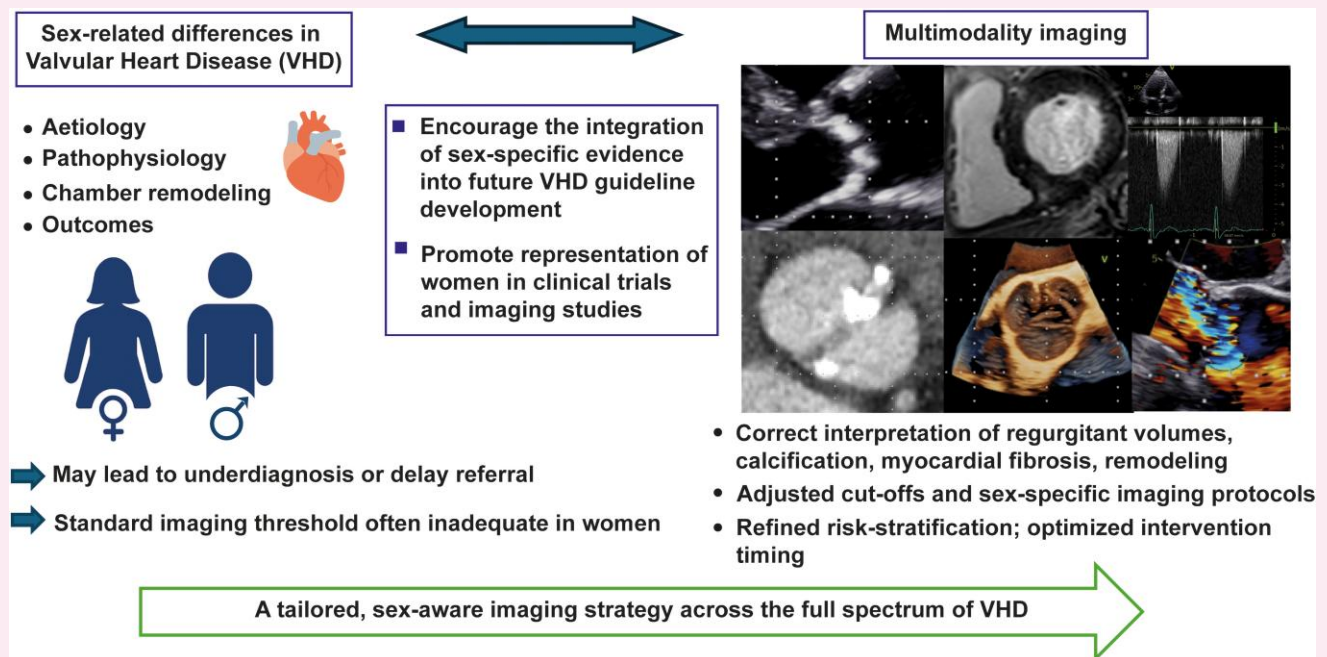 Sex-related differences in
Valvular Heart Disease (VHD)
• Aetiology
• Pathophysiology
• Chamber remodeling
• Outcomes
May lead to underdiagnosis or delay referral
Standard imaging threshold often inadequate in women
■ Encourage the integration
of sex-specific evidence
into future VHD guideline
development
■ Promote representation of
women in clinical trials
and imaging studies
Multimodality imaging
V
V
5
• Correct interpretation of regurgitant volumes,
calcification, myocardial fibrosis, remodeling
• Adjusted cut-offs and sex-specific imaging protocols
• Refined risk-stratification; optimized intervention
timing
A tailored, sex-aware imaging strategy across the full spectrum of VHD